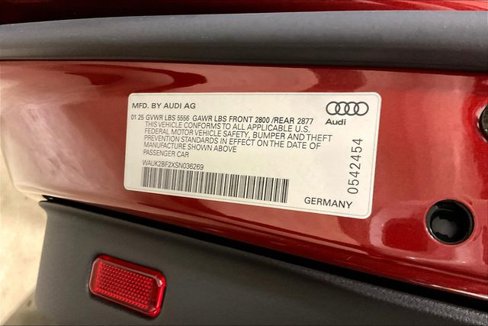 MFD. BY AUDI AG
01 25 GVWR LBS 5556 GAWR LBS FRONT 2800 /REAR 2877
THIS VEHICLE CONFORMS TO ALL APPLICABLE U.S.
FEDERAL MOTOR VEHICLE SAFETY, BUMPER AND THEFT
PREVENTION STANDARDS IN EFFECT ON THE DATE OF
MANUFACTURE SHOWN ABOVE
PASSENGER CAR
WAUK2BF2XSN036269
GERMANY
0542454